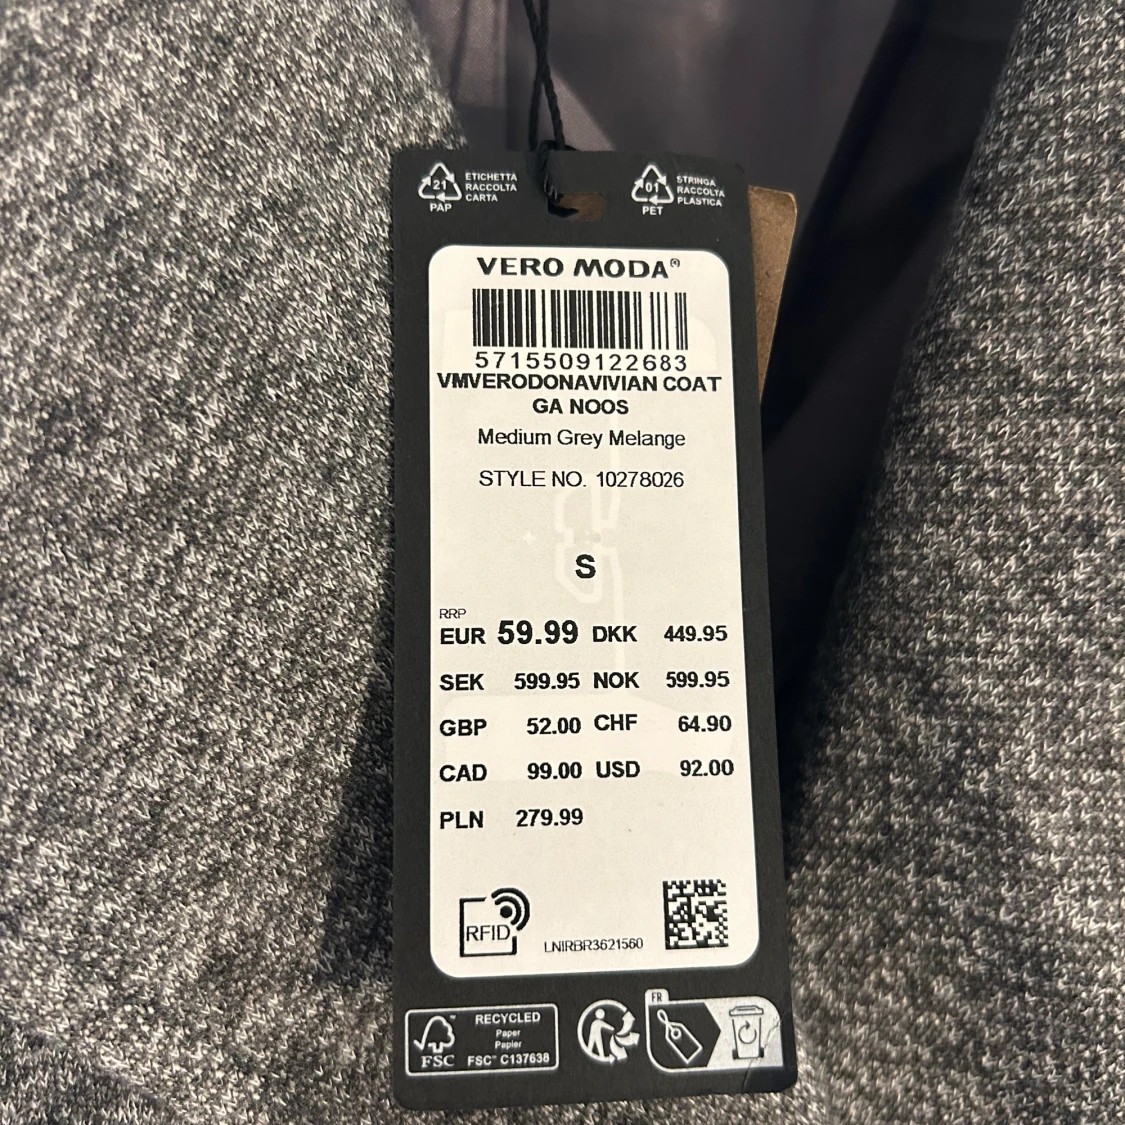 21
PAP
ETICHETTA
RACCOLTA
CARTA
01
PET
STRINGA
RACCOLTA
PLASTICA
VERO MODA®
5715509122683
VMVERODONAVIVIAN COAT
GA NOOS
Medium Grey Melange
STYLE NO. 10278026
S
RRP
EUR 59.99 DKK 449.95
SEK 599.95 NOK 599.95
GBP 52.00 CHF 64.90
CAD 99.00 USD 92.00
PLN 279.99
RFID
LNIRBR3621560
FSC™
RECYCLED
Paper
Papier
FSC™ C137638
FR